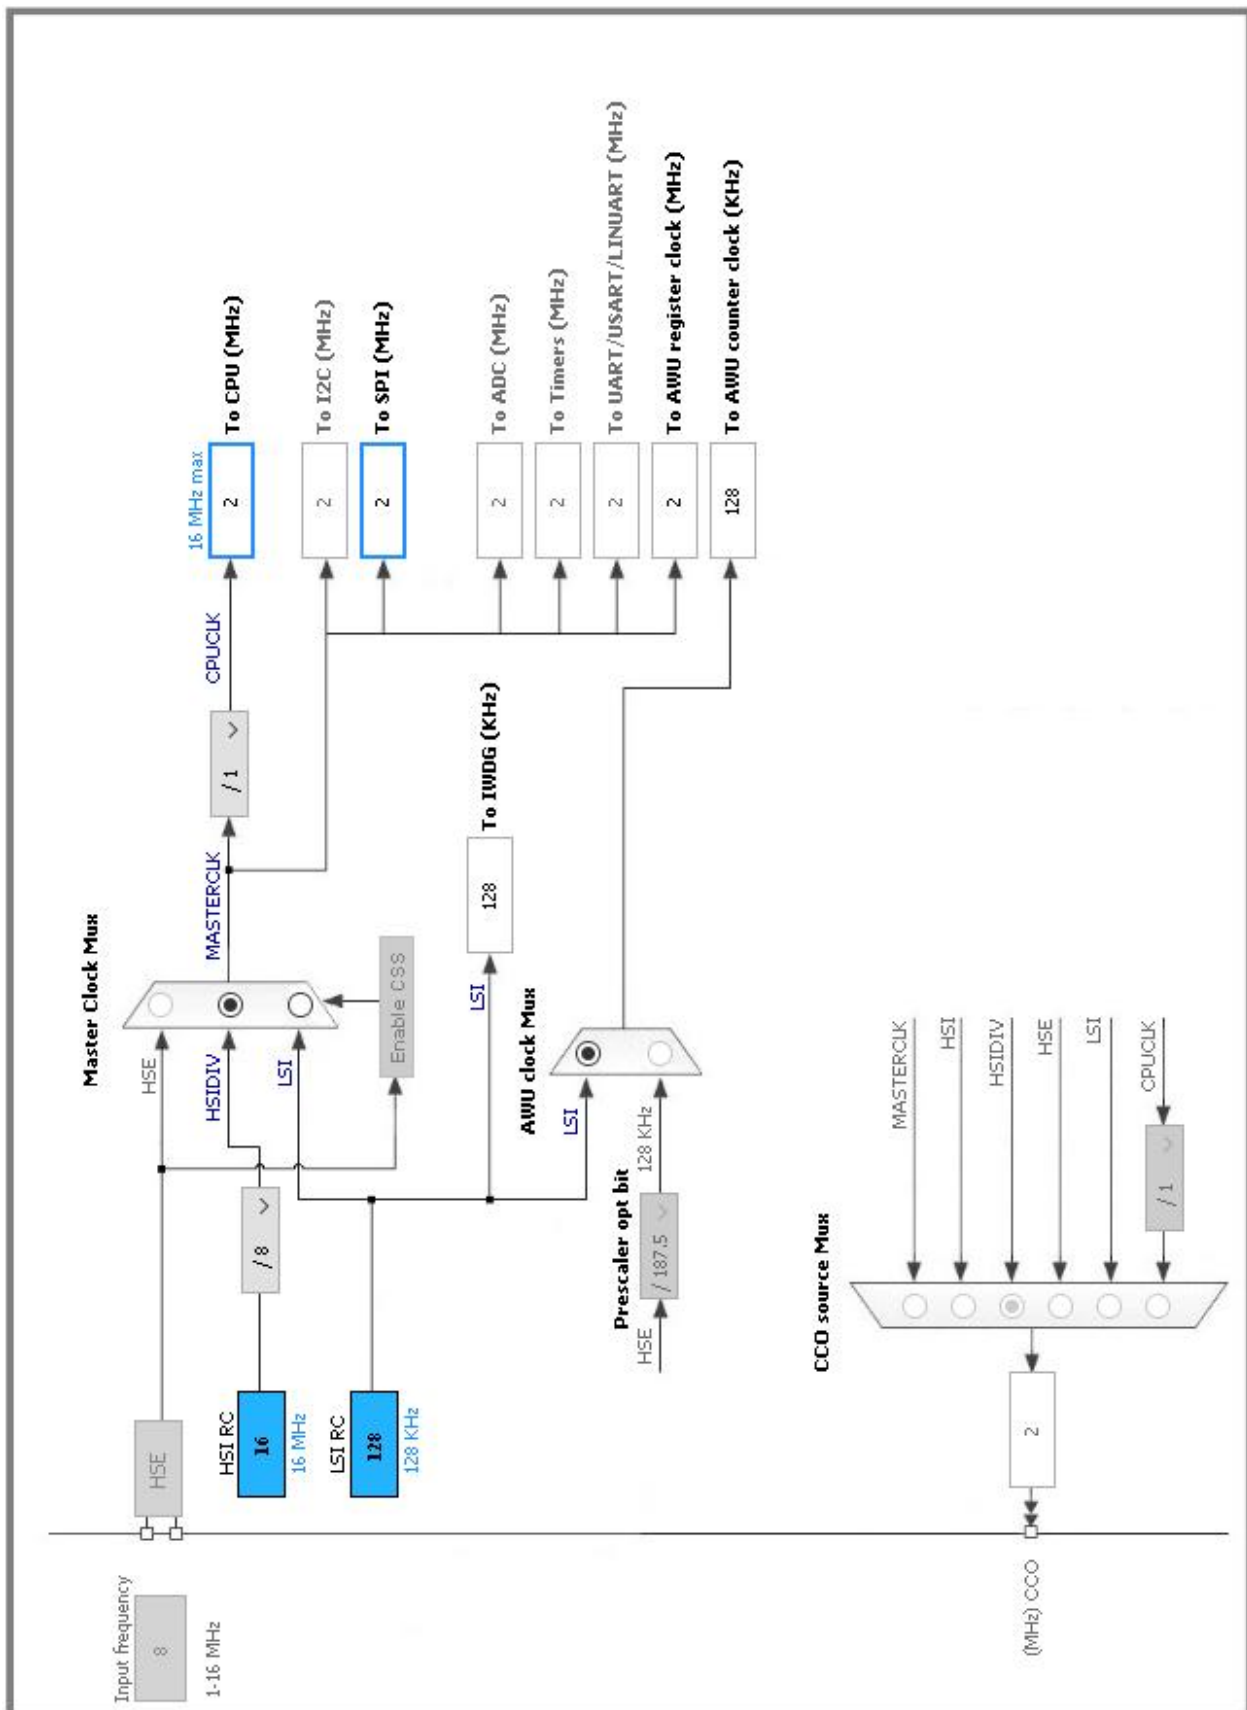 Input frequency
8
1-16 MHz
HSE
HSI RC
16
16 MHz
LSI RC
128
128 KHz
/ 8
HSE
HSIDIV
LSI
Master Clock Mux
Enable CSS
MASTERCLK
/ 1
CPUCLK
16 MHz max
2
To CPU (MHz)
2
To I2C (MHz)
2
To SPI (MHz)
2
To ADC (MHz)
2
To Timers (MHz)
2
To UART/USART/LINUART (MHz)
2
To AWU register clock (MHz)
128
To AWU counter clock (KHz)
LSI
128
To IWDG (KHz)
AWU clock Mux
LSI
Prescaler opt bit
HSE
/ 187.5
128 KHz
CCO source Mux
MASTERCLK
HSI
HSIDIV
HSE
LSI
/ 1
CPUCLK
2
(MHz) CCO